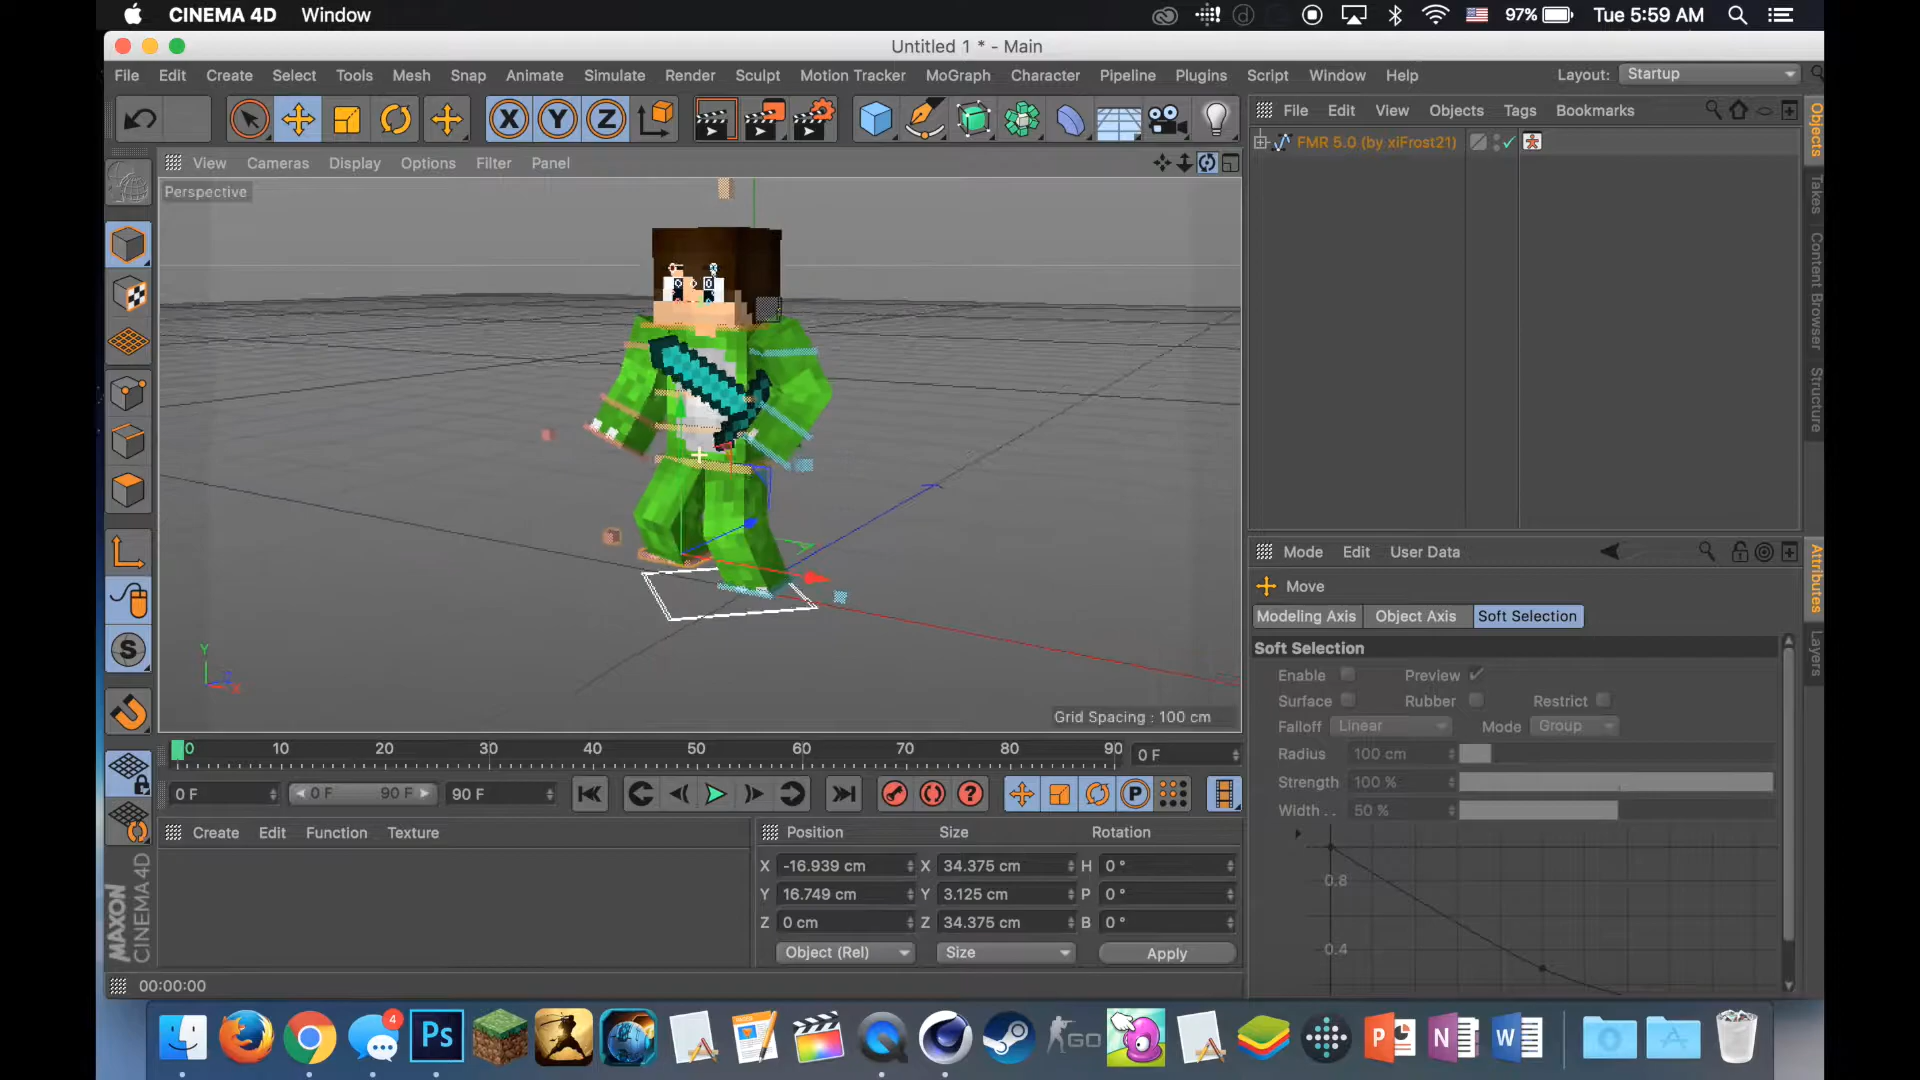 CINEMA 4D Window
97% Tue 5:59 AM
Untitled 1 * - Main
File Edit Create Select Tools Mesh Snap Animate Simulate Render Sculpt Motion Tracker MoGraph Character Pipeline Plugins Script Window Help Layout: Startup
X Y Z
File Edit View Objects Tags Bookmarks
FMR 5.0 (by xiFrost21)
View Cameras Display Options Filter Panel
Perspective
Y
Grid Spacing : 100 cm
Objects
Takes
Content Browser
Structure
Mode Edit User Data
Move
Modeling Axis Object Axis Soft Selection
Soft Selection
Enable Preview
Surface Rubber Restrict
Falloff Linear Mode Group
Radius 100 cm
Strength 100 %
Width . . 50 %
0.8
0.4
Attributes
Layers
S
0 10 20 30 40 50 60 70 80 90 0 F
0 F 0 F 90 F 90 F
?
P
Create Edit Function Texture
Position Size Rotation
X -16.939 cm X 34.375 cm H 0 °
Y 16.749 cm Y 3.125 cm P 0 °
Z 0 cm Z 34.375 cm B 0 °
Object (Rel) Size Apply
MAXON
CINEMA 4D
00:00:00
4
Ps
GO
P
N
W